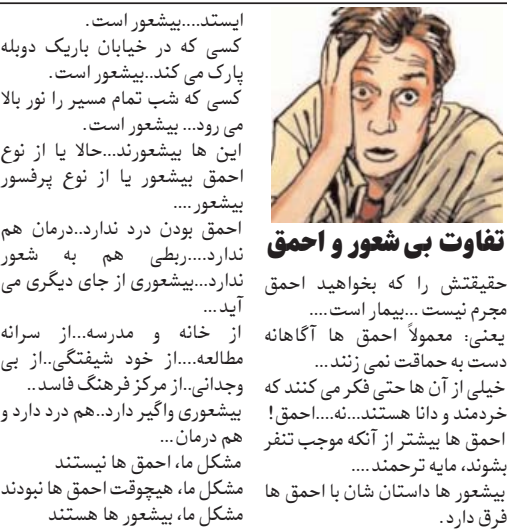 تفاوت بی شعور و احمق
حقیقتش را که بخواهید احمق
مجرم نیست ...بیمار است....
یعنی: معمولاً احمق ها آگاهانه
دست به حماقت نمی زنند...
خیلی از آن ها حتی فکر می کنند که
خردمند و دانا هستند...نه....احمق!
احمق ها بیشتر از آنکه موجب تنفر
بشوند، مایه ترحمند....
بیشعور ها داستان شان با احمق ها
فرق دارد.
ایستد....بیشعور است.
کسی که در خیابان باریک دوبله
پارک می کند..بیشعور است.
کسی که شب تمام مسیر را نور بالا
می رود... بیشعور است.
این ها بیشعورند...حالا یا از نوع
احمق بیشعور یا از نوع پرفسور
بیشعور....
احمق بودن درد ندارد..درمان هم
ندارد....ربطی هم به شعور
ندارد...بیشعوری از جای دیگری می
آید...
از خانه و مدرسه...از سرانه
مطالعه....از خود شیفتگی..از بی
وجدانی..از مرکز فرهنگ فاسد..
بیشعوری واگیر دارد..هم درد دارد و
هم درمان...
مشکل ما، احمق ها نیستند
مشکل ما، هیچوقت احمق ها نبودند
مشکل ما، بیشعور ها هستند